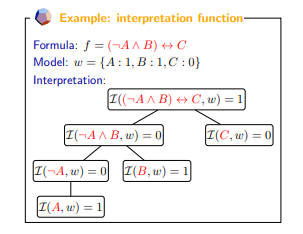 Example: interpretation function
Formula: f = (¬A ∧ B) ↔ C
Model: w = {A : 1, B : 1, C : 0}
Interpretation:
I((¬A ∧ B) ↔ C, w) = 1
I(¬A ∧ B, w) = 0 I(C, w) = 0
I(¬A, w) = 0 I(B, w) = 1
I(A, w) = 1